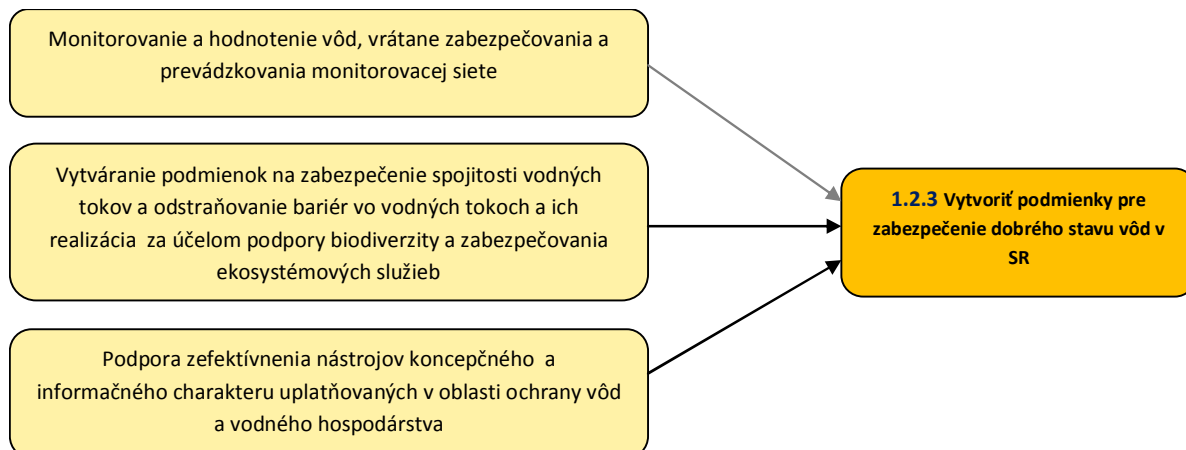 Monitorovanie a hodnotenie vôd, vrátane zabezpečovania a
prevádzkovania monitorovacej siete
Vytváranie podmienok na zabezpečenie spojitosti vodných
tokov a odstraňovanie bariér vo vodných tokoch a ich
realizácia za účelom podpory biodiverzity a zabezpečovania
ekosystémových služieb
1.2.3 Vytvoriť podmienky pre
zabezpečenie dobrého stavu vôd v
SR
Podpora zefektívnenia nástrojov koncepčného a
informačného charakteru uplatňovaných v oblasti ochrany vôd
a vodného hospodárstva